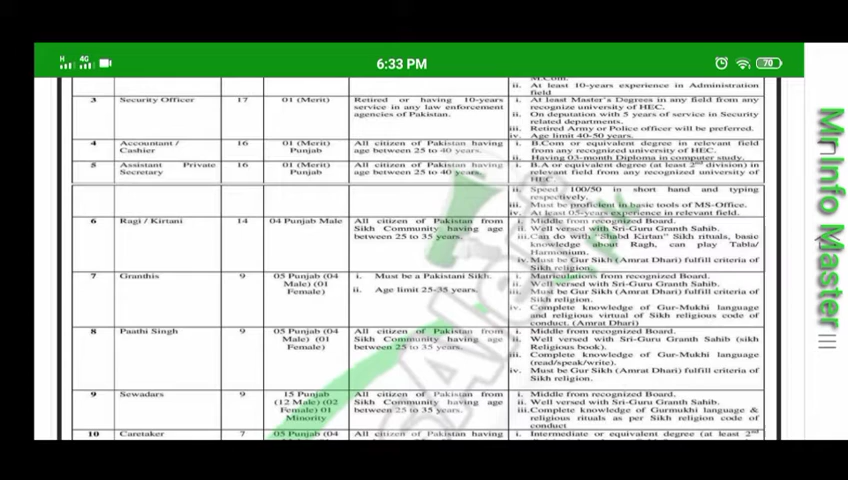 H 4G
6:33 PM
70
M.Com.
ii. At least 10-years experience in Administration
field
3 Security Officer 17 01 (Merit) Retired or having 10-years i. At least Master's Degrees in any field from any
service in any law enforcement recognize university of HEC.
agencies of Pakistan. ii. On deputation with 5 years of service in Security
related departments.
iii. Retired Army or Police officer will be preferred.
iv. Age limit 40-50 years.
4 Accountant / 16 01 (Merit) All citizen of Pakistan having i. B.Com or equivalent degree in relevant field
Cashier Punjab age between 25 to 40 years. from any recognized university of HEC.
ii. Having 03-month Diploma in computer study.
5 Assistant Private 16 01 (Merit) All citizen of Pakistan having i. B.A or equivalent degree (at least 2nd division) in
Secretary Punjab age between 25 to 40 years. relevant field from any recognized university of
HEC
ii. Speed 100/50 in short hand and typing
respectively.
iii. Must be proficient in basic tools of MS-Office.
iv. At least 05-years experience in relevant field.
6 Ragi / Kirtani 14 04 Punjab Male All citizen of Pakistan from i. Middle from recognized Board.
Sikh Community having age ii. Well versed with Sri-Guru Granth Sahib.
between 25 to 35 years. iii. Can do with "Shabd Kirtan" Sikh rituals, basic
knowledge about Ragh, can play Tabla/
Harmonium.
iv. Must be Gur Sikh (Amrat Dhari) fulfill criteria of
Sikh religion.
7 Granthis 9 05 Punjab (04 i. Must be a Pakistani Sikh. i. Matriculations from recognized Board.
Male) (01 ii. Age limit 25-35 years. ii. Well versed with Sri-Guru Granth Sahib.
Female) iii. Must be Gur Sikh (Amrat Dhari) fulfill criteria of
Sikh religion.
iv. Complete knowledge of Gur-Mukhi language
and religious virtual of Sikh religious code of
conduct. (Amrat Dhari)
8 Paathi Singh 9 05 Punjab (04 All citizen of Pakistan from i. Middle from recognized Board.
Male) (01 Sikh Community having age ii. Well versed with Sri-Guru Granth Sahib (sikh
Female) between 25 to 35 years. Religious book).
iii. Complete knowledge of Gur-Mukhi language
(read/speak/write).
iv. Must be Gur Sikh (Amrat Dhari) fulfill criteria of
Sikh religion.
9 Sewadars 9 15 Punjab All citizen of Pakistan from i. Middle from recognized Board.
(12 Male) (02 Sikh Community having age ii. Well versed with Sri-Guru Granth Sahib.
Female) 01 between 25 to 35 years. iii. Complete knowledge of Gurmukhi language &
Minority religious rituals as per Sikh religion code of
conduct
10 Caretaker 7 05 Punjab (04 All citizen of Pakistan having i. Intermediate or equivalent degree (at least 2nd
MnInfo Master